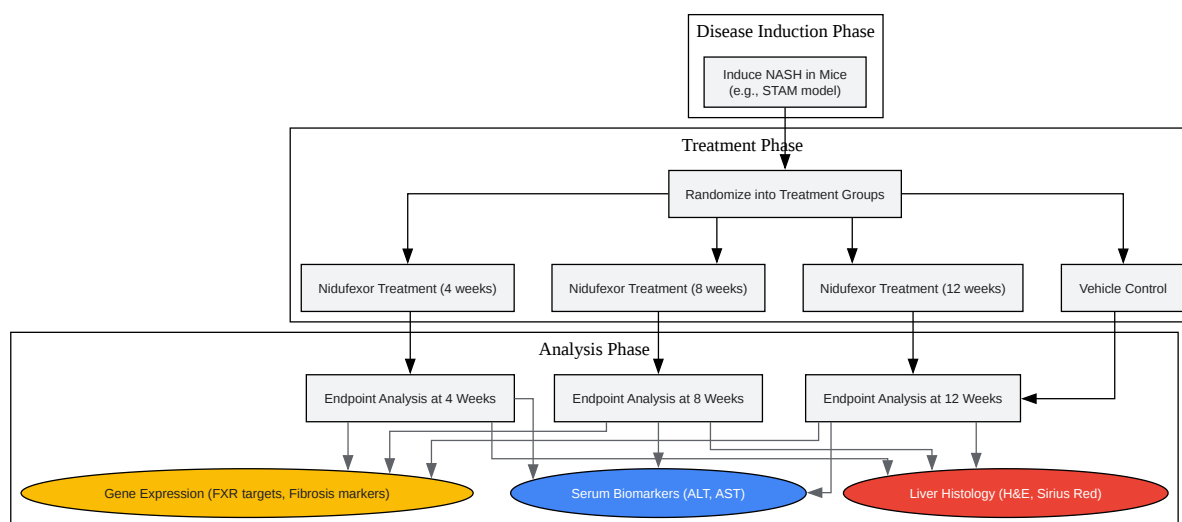 Disease Induction Phase
Induce NASH in Mice
(e.g., STAM model)
Treatment Phase
Randomize into Treatment Groups
Nidufexor Treatment (4 weeks)
Nidufexor Treatment (8 weeks)
Nidufexor Treatment (12 weeks)
Vehicle Control
Analysis Phase
Endpoint Analysis at 4 Weeks
Endpoint Analysis at 8 Weeks
Endpoint Analysis at 12 Weeks
Gene Expression (FXR targets, Fibrosis markers)
Serum Biomarkers (ALT, AST)
Liver Histology (H&E, Sirius Red)